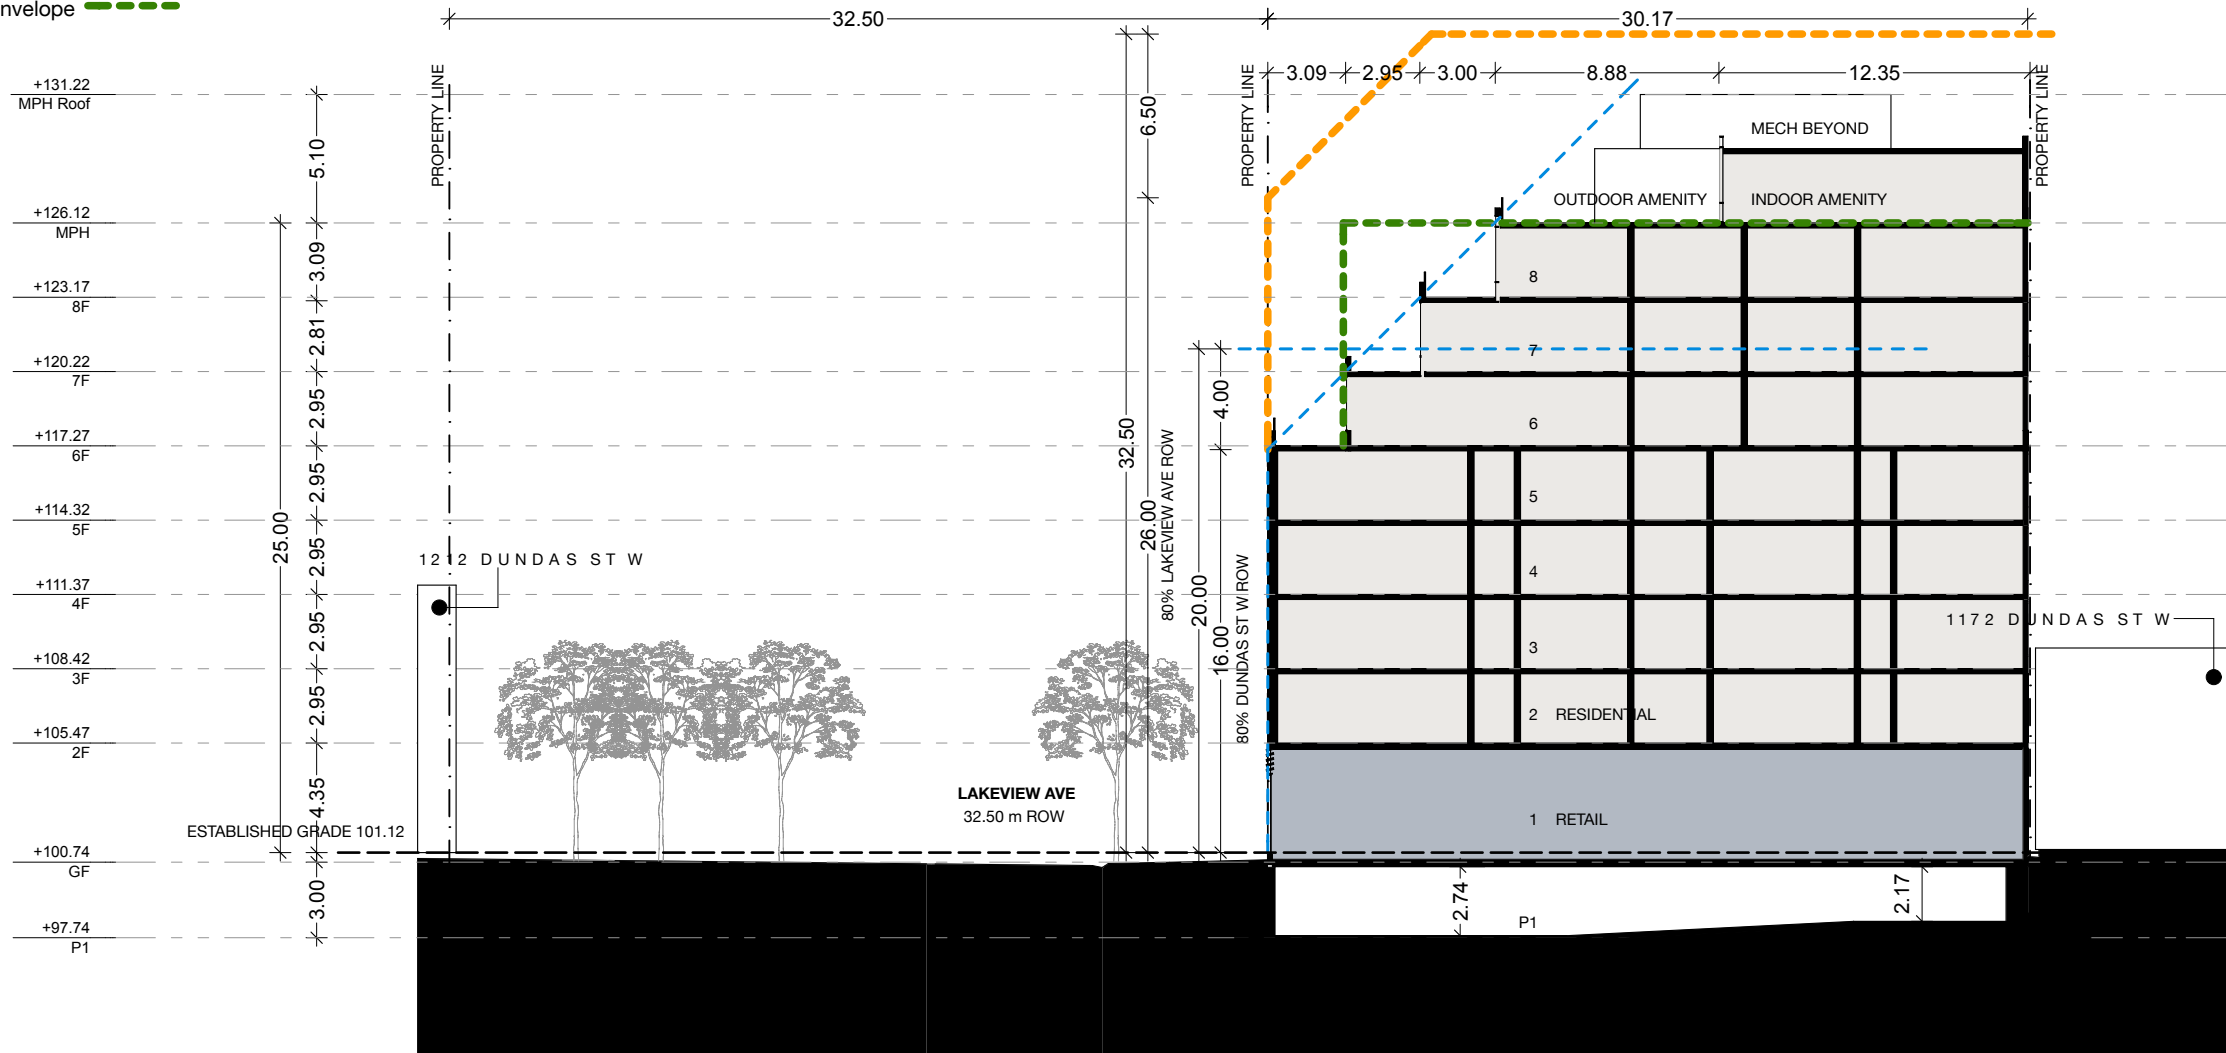 nvelope
32.50
30.17
3.09
2.95
3.00
8.88
12.35
+131.22
MPH Roof
PROPERTY LINE
PROPERTY LINE
PROPERTY LINE
6.50
5.10
MECH BEYOND
OUTDOOR AMENITY
INDOOR AMENITY
+126.12
MPH
3.09
8
+123.17
8F
2.81
7
+120.22
7F
2.95
4.00
6
+117.27
6F
32.50
2.95
5
+114.32
5F
25.00
26.00
80% LAKEVIEW AVE ROW
2.95
1212 DUNDAS ST W
4
+111.37
4F
20.00
2.95
16.00
80% DUNDAS ST W ROW
1172 DUNDAS ST W
3
+108.42
3F
2.95
2 RESIDENTIAL
+105.47
2F
4.35
LAKEVIEW AVE
32.50 m ROW
1 RETAIL
ESTABLISHED GRADE 101.12
+100.74
GF
3.00
2.74
2.17
P1
+97.74
P1